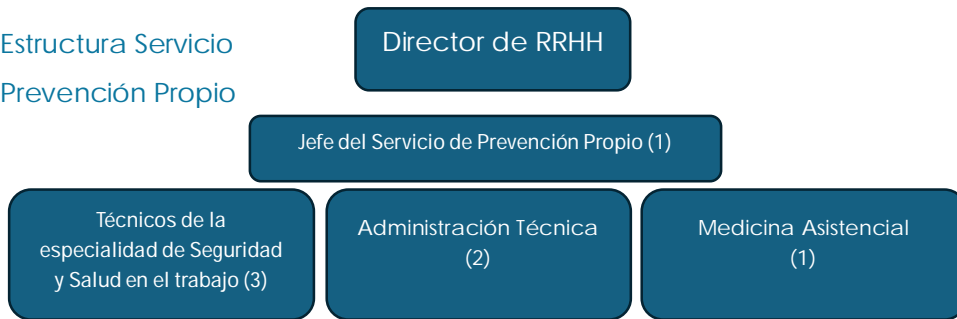 Estructura Servicio
Prevención Propio
Director de RRHH
Jefe del Servicio de Prevención Propio (1)
Técnicos de la
especialidad de Seguridad
y Salud en el trabajo (3)
Administración Técnica
(2)
Medicina Asistencial
(1)